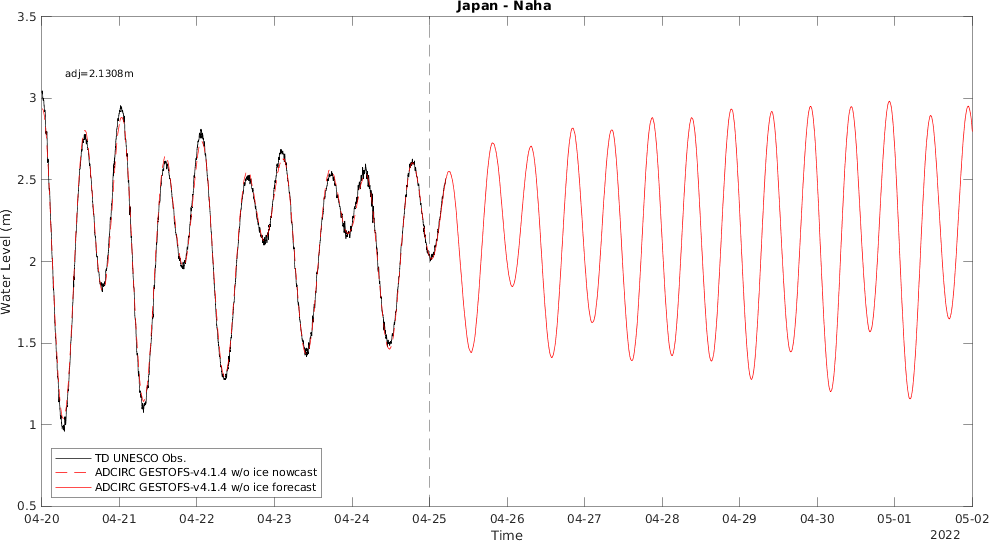 Japan - Naha
3.5
adj=2.1308m
3
2.5
2
1.5
1
0.5
Water Level (m)
TD UNESCO Obs.
ADCIRC GESTOFS-v4.1.4 w/o ice nowcast
ADCIRC GESTOFS-v4.1.4 w/o ice forecast
04-20 04-21 04-22 04-23 04-24 04-25 04-26 04-27 04-28 04-29 04-30 05-01 05-02
Time
2022